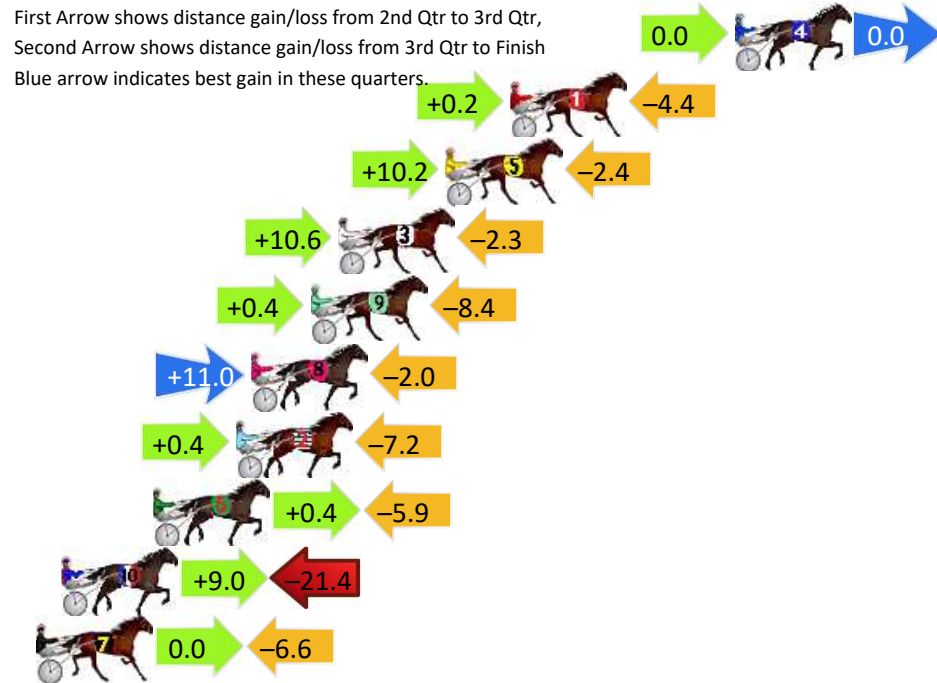 First Arrow shows distance gain/loss from 2nd Qtr to 3rd Qtr,
Second Arrow shows distance gain/loss from 3rd Qtr to Finish
Blue arrow indicates best gain in these quarters.
0.0 4 0.0
+0.2 1 –4.4
+10.2 5 –2.4
+10.6 3 –2.3
+0.4 9 –8.4
+11.0 8 –2.0
+0.4 2 –7.2
6 +0.4 –5.9
10 +9.0 –21.4
7 0.0 –6.6